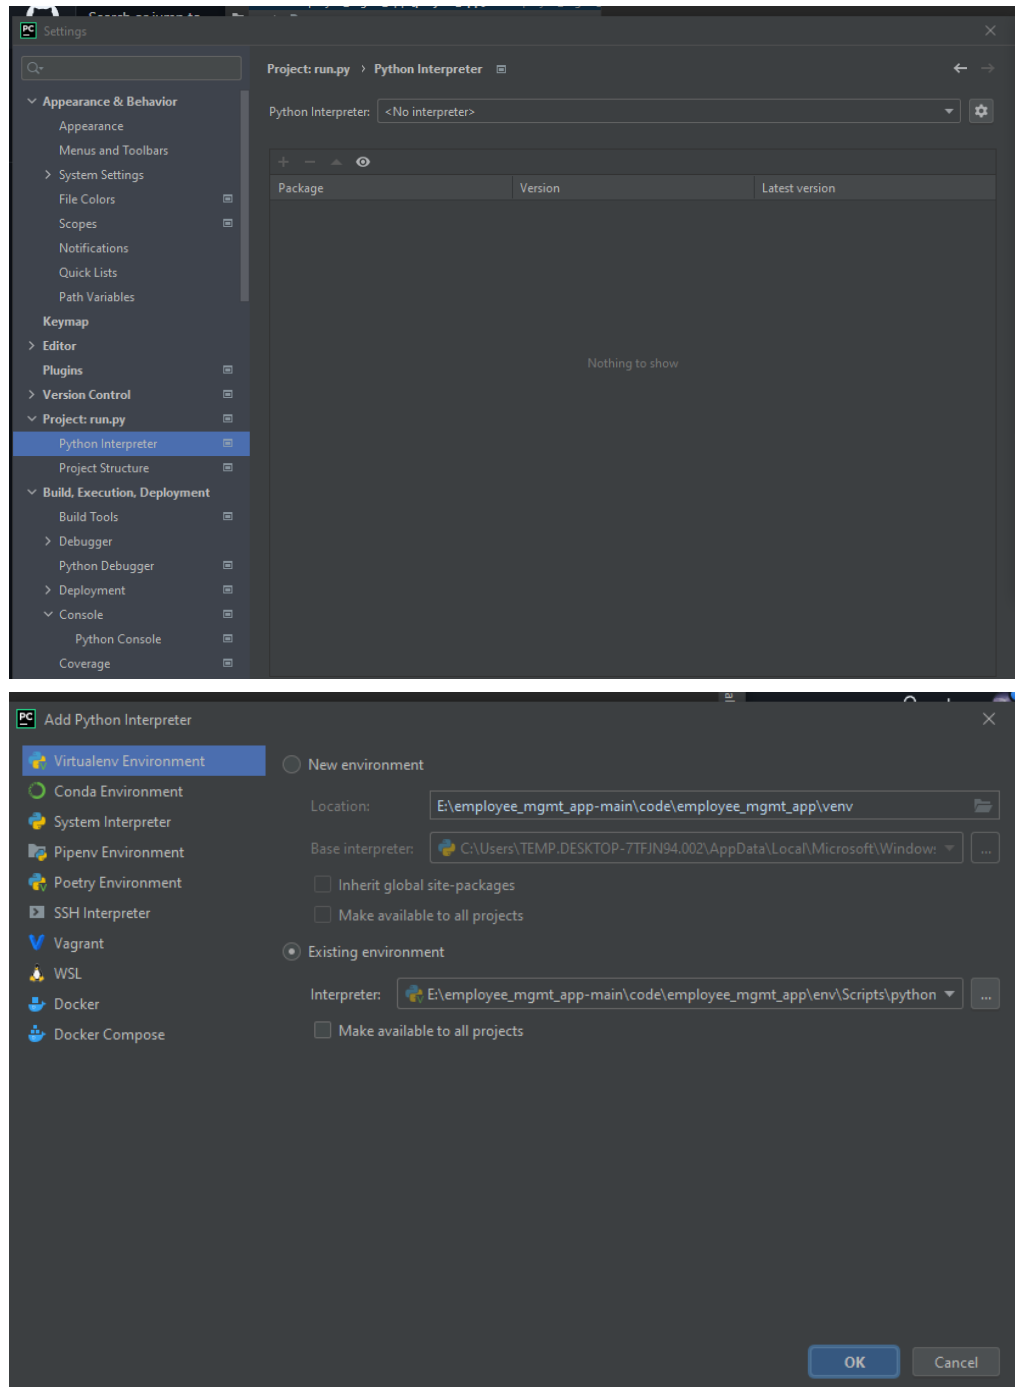 Search or jump to
PC Settings
Project: run.py › Python Interpreter
Appearance & Behavior
Python Interpreter: <No interpreter>
Appearance
Menus and Toolbars
System Settings
Package Version Latest version
File Colors
Scopes
Notifications
Quick Lists
Path Variables
Keymap
Editor
Nothing to show
Plugins
Version Control
Project: run.py
Python Interpreter
Project Structure
Build, Execution, Deployment
Build Tools
Debugger
Python Debugger
Deployment
Console
Python Console
Coverage
PC Add Python Interpreter
Virtualenv Environment
Conda Environment
System Interpreter
Pipenv Environment
Poetry Environment
SSH Interpreter
Vagrant
WSL
Docker
Docker Compose
New environment
Location: E:\employee_mgmt_app-main\code\employee_mgmt_app\venv
Base interpreter: C:\Users\TEMP.DESKTOP-7TFJN94.002\AppData\Local\Microsoft\Window: ...
Inherit global site-packages
Make available to all projects
Existing environment
Interpreter: E:\employee_mgmt_app-main\code\employee_mgmt_app\env\Scripts\python ...
Make available to all projects
OK Cancel